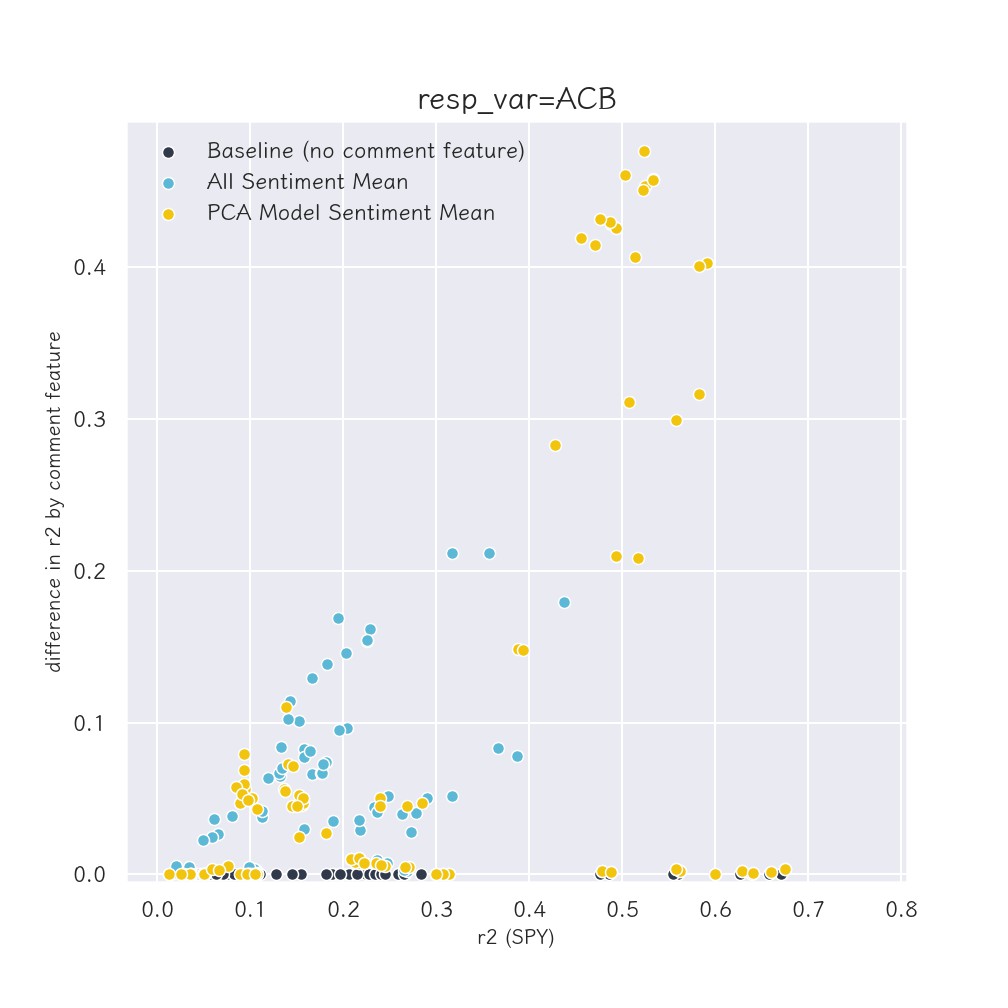 resp_var=ACB
Baseline (no comment feature)
All Sentiment Mean
PCA Model Sentiment Mean
difference in r2 by comment feature
0.4
0.3
0.2
0.1
0.0
0.0 0.1 0.2 0.3 0.4 0.5 0.6 0.7 0.8
r2 (SPY)